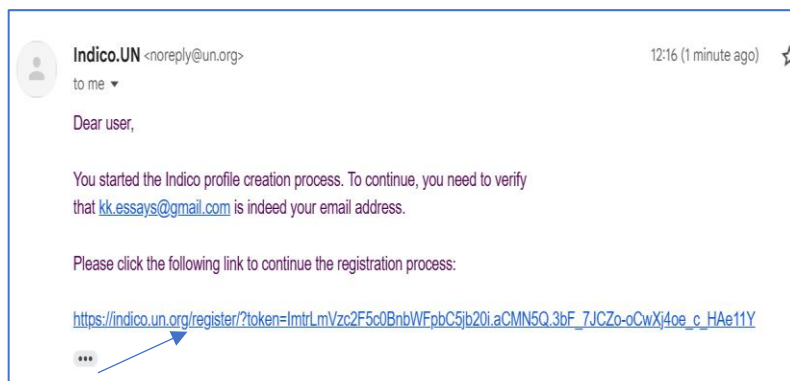 Indico.UN <noreply@un.org> 12:16 (1 minute ago)
to me
Dear user,
You started the Indico profile creation process. To continue, you need to verify
that kk.essays@gmail.com is indeed your email address.
Please click the following link to continue the registration process:
https://indico.un.org/register/?token=ImtrLmVzc2F5c0BnbWFpbC5jb20i.aCMN5Q.3bF_7JCZo-oCwXj4oe_c_HAe11Y